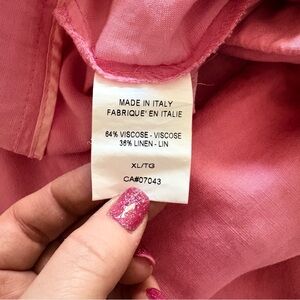 MADE IN ITALY
FABRIQUE' EN ITALIE
64% VISCOSE - VISCOSE
36% LINEN - LIN
XL/TG
CA#07043